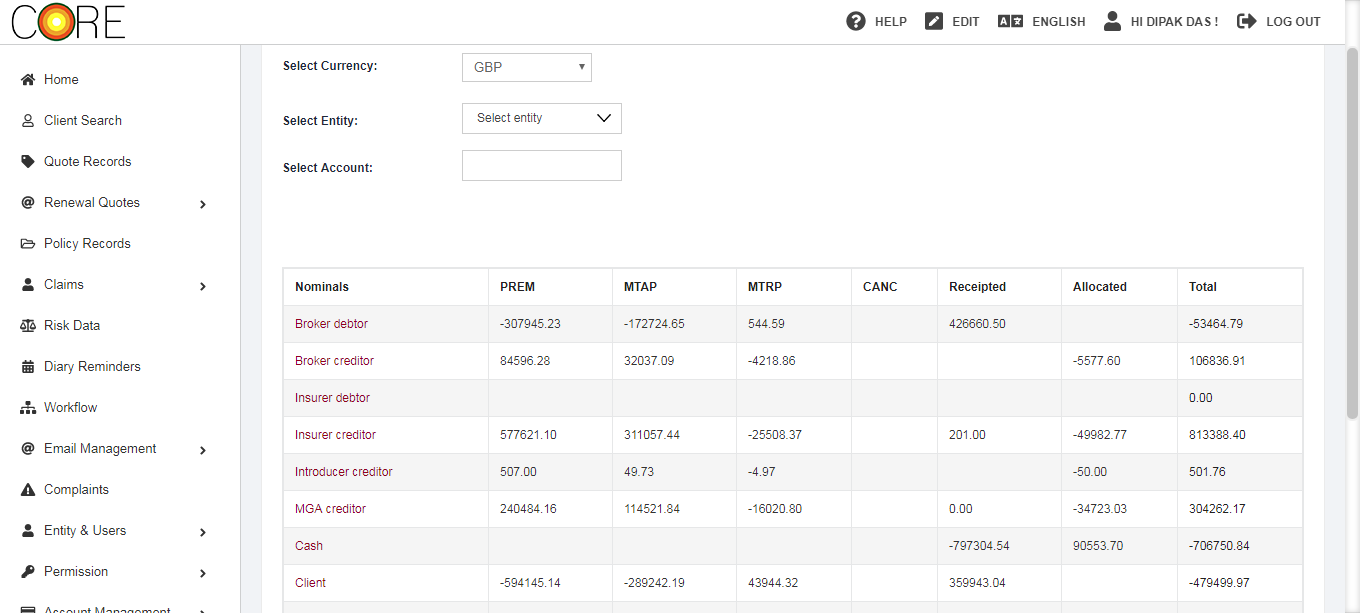 CORE
HELP EDIT ENGLISH HI DIPAK DAS ! LOG OUT
Home
Client Search
Quote Records
Renewal Quotes
Policy Records
Claims
Risk Data
Diary Reminders
Workflow
Email Management
Complaints
Entity & Users
Permission
Account Management
Select Currency: GBP
Select Entity: Select entity
Select Account:
Nominals PREM MTAP MTRP CANC Receipted Allocated Total
Broker debtor -307945.23 -172724.65 544.59 426660.50 -53464.79
Broker creditor 84596.28 32037.09 -4218.86 -5577.60 106836.91
Insurer debtor 0.00
Insurer creditor 577621.10 311057.44 -25508.37 201.00 -49982.77 813388.40
Introducer creditor 507.00 49.73 -4.97 -50.00 501.76
MGA creditor 240484.16 114521.84 -16020.80 0.00 -34723.03 304262.17
Cash -797304.54 90553.70 -706750.84
Client -594145.14 -289242.19 43944.32 359943.04 -479499.97